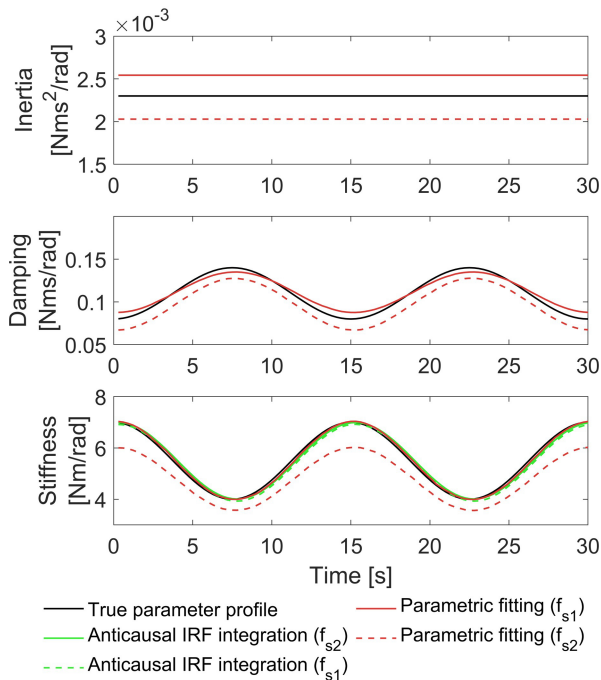 ×10⁻³
3
2.5
2
1.5
Inertia
[Nms²/rad]
0 5 10 15 20 25 30
0.15
0.1
0.05
Damping
[Nms/rad]
0 5 10 15 20 25 30
8
6
4
Stiffness
[Nm/rad]
0 5 10 15 20 25 30
Time [s]
True parameter profile
Anticausal IRF integration (fs2)
Anticausal IRF integration (fs1)
Parametric fitting (fs1)
Parametric fitting (fs2)